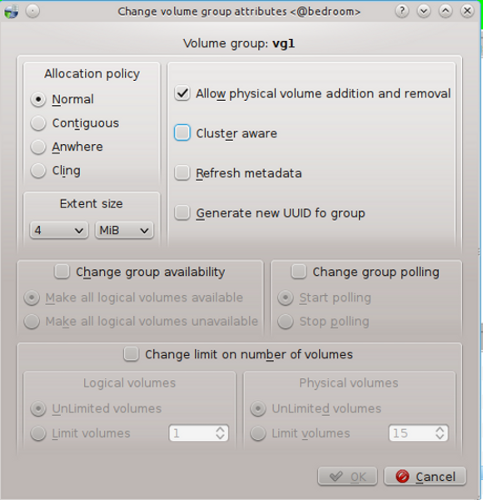 Change volume group attributes <@bedroom>
Volume group: vg1
Allocation policy
Normal
Contiguous
Anwhere
Cling
Extent size
4 MiB
Allow physical volume addition and removal
Cluster aware
Refresh metadata
Generate new UUID fo group
Change group availability
Make all logical volumes available
Make all logical volumes unavailable
Change group polling
Start polling
Stop polling
Change limit on number of volumes
Logical volumes
UnLimited volumes
Limit volumes 1
Physical volumes
UnLimited volumes
Limit volumes 15
OK Cancel